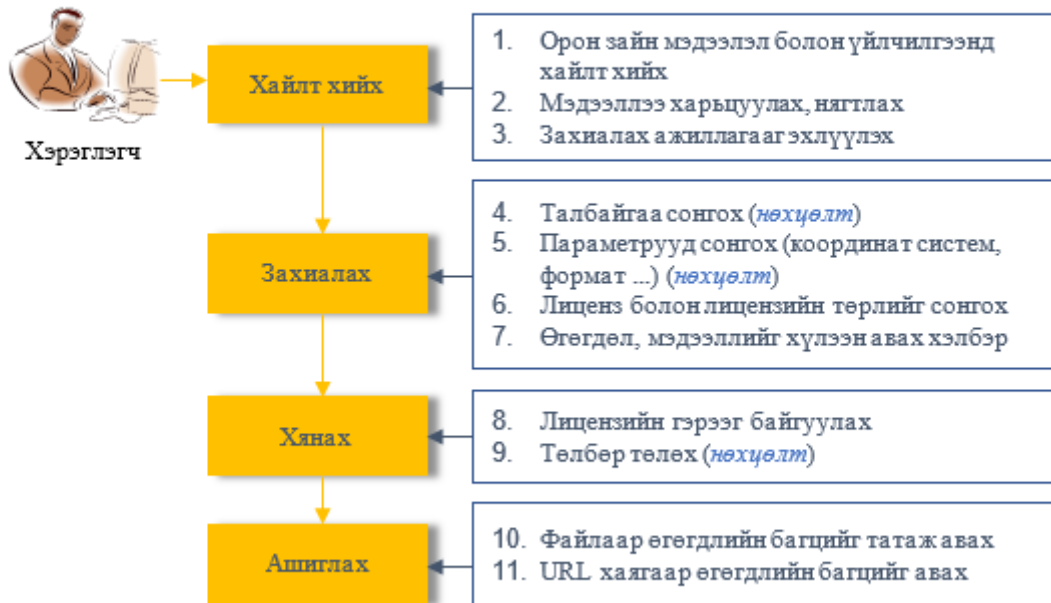 Хэрэглэгч
Хайлт хийх
1. Орон зайн мэдээлэл болон үйлчилгээнд
хайлт хийх
2. Мэдээллээ харьцуулах, нягтлах
3. Захиалах ажиллагааг эхлүүлэх
Захиалах
4. Талбайгаа сонгох (нөхцөлт)
5. Параметрууд сонгох (координат систем,
формат ...) (нөхцөлт)
6. Лиценз болон лицензийн төрлийг сонгох
7. Өгөгдөл, мэдээллийг хүлээн авах хэлбэр
Хянах
8. Лицензийн гэрээг байгуулах
9. Төлбөр төлөх (нөхцөлт)
Ашиглах
10. Файлаар өгөгдлийн багцийг татаж авах
11. URL хаягаар өгөгдлийн багцийг авах